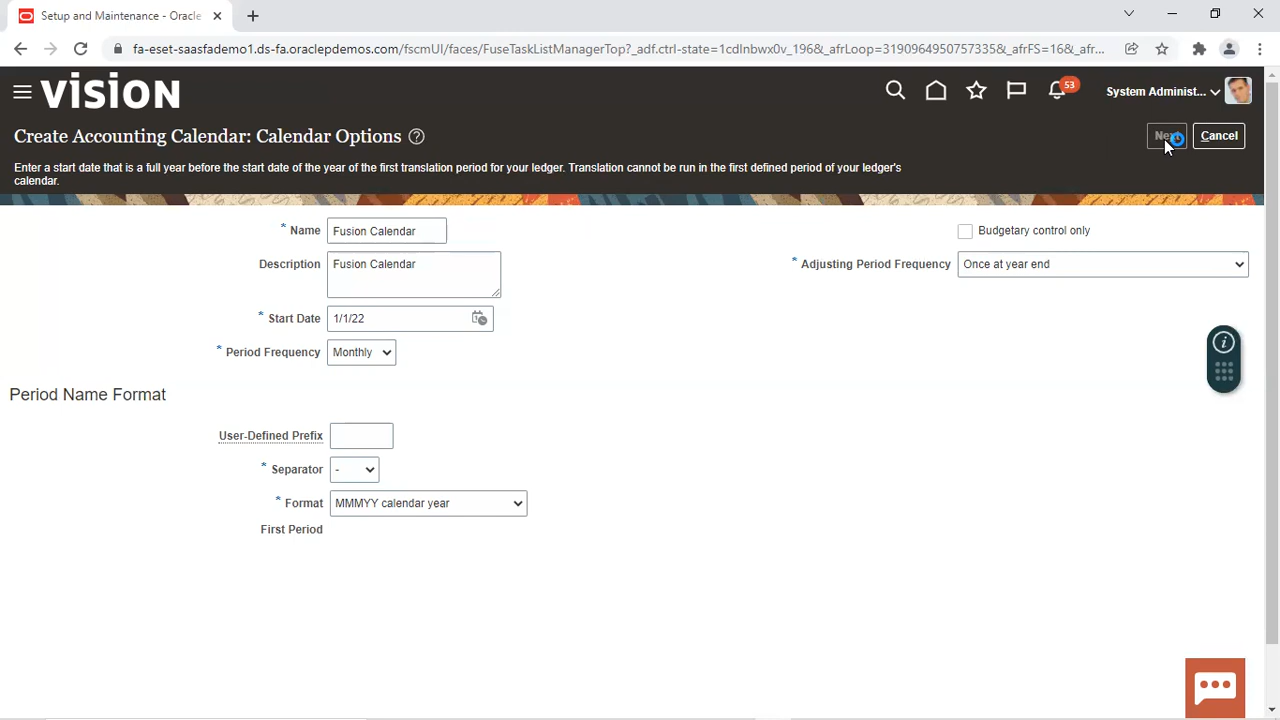 Setup and Maintenance - Oracle
fa-eset-saasfademo1.ds-fa.oraclepdemos.com/fscmUI/faces/FuseTaskListManagerTop?_adf.ctrl-state=1cdlnbwx0v_196&_afrLoop=31909649507573335&_afrFS=16&_afr...
VISION
53
System Administ...
Create Accounting Calendar: Calendar Options ?
Next
Cancel
Enter a start date that is a full year before the start date of the year of the first translation period for your ledger. Translation cannot be run in the first defined period of your ledger's
calendar.
* Name Fusion Calendar
Budgetary control only
Description Fusion Calendar
* Adjusting Period Frequency Once at year end
* Start Date 1/1/22
* Period Frequency Monthly
Period Name Format
User-Defined Prefix
* Separator -
* Format MMMYY calendar year
First Period